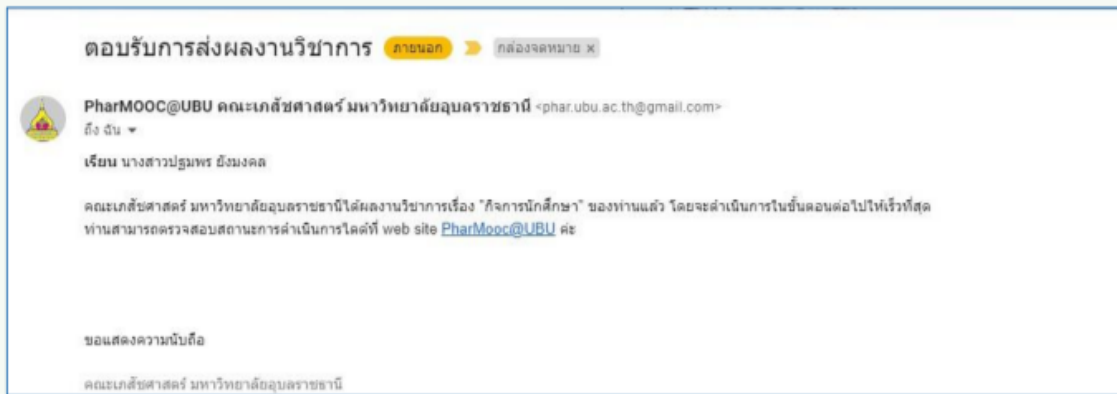 ตอบรับการส่งผลงานวิชาการ ภายนอก กล่องจดหมาย ×
PharMOOC@UBU คณะเภสัชศาสตร์ มหาวิทยาลัยอุบลราชธานี <phar.ubu.ac.th@gmail.com>
ถึง ฉัน
เรียน นางสาวปฐมพร ยังมงคล
คณะเภสัชศาสตร์ มหาวิทยาลัยอุบลราชธานีได้ผลงานวิชาการเรื่อง "กิจการนักศึกษา" ของท่านแล้ว โดยจะดำเนินการในขั้นตอนต่อไปให้เร็วที่สุด
ท่านสามารถตรวจสอบสถานะการดำเนินการได้ที่ web site PharMooc@UBU ค่ะ
ขอแสดงความนับถือ
คณะเภสัชศาสตร์ มหาวิทยาลัยอุบลราชธานี